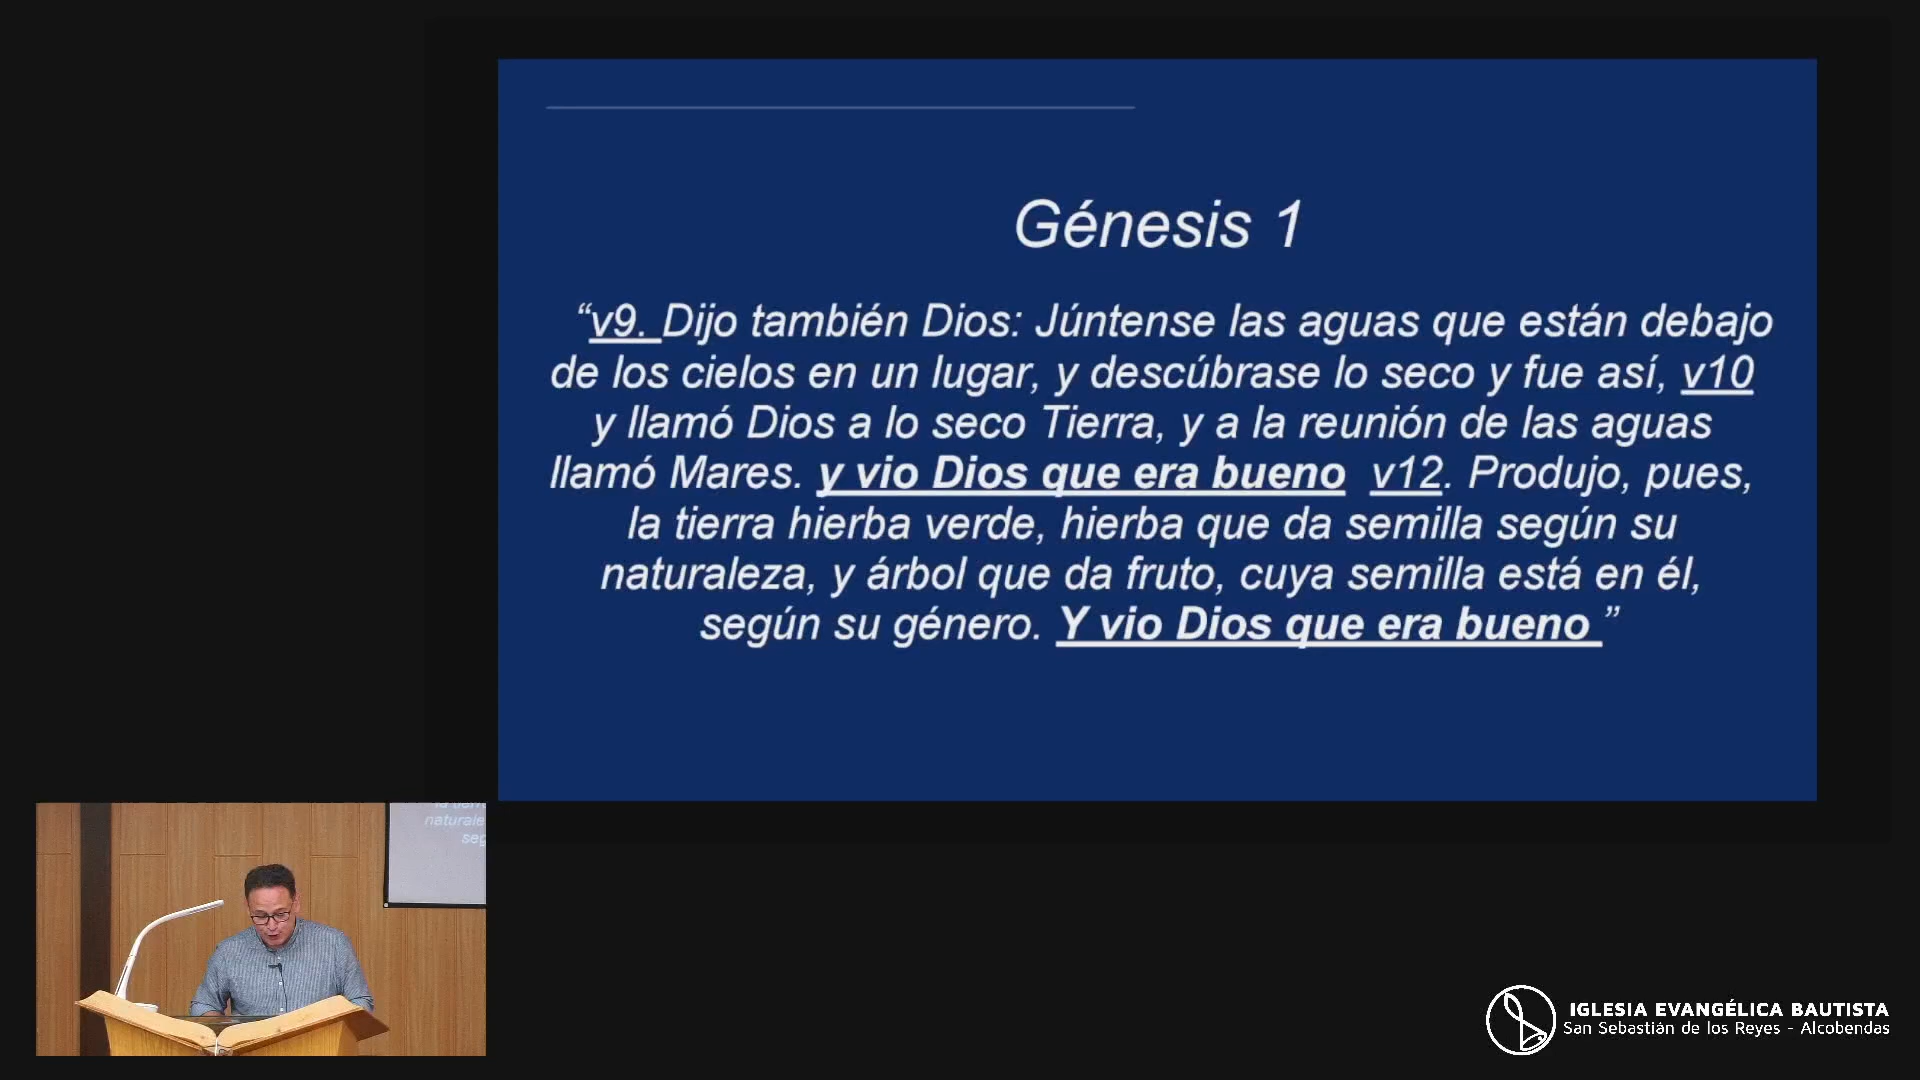 Génesis 1
“v9. Dijo también Dios: Júntense las aguas que están debajo
de los cielos en un lugar, y descúbrase lo seco y fue así, v10
y llamó Dios a lo seco Tierra, y a la reunión de las aguas
llamó Mares. y vio Dios que era bueno v12. Produjo, pues,
la tierra hierba verde, hierba que da semilla según su
naturaleza, y árbol que da fruto, cuya semilla está en él,
según su género. Y vio Dios que era bueno ”
naturale
seg
IGLESIA EVANGÉLICA BAUTISTA
San Sebastián de los Reyes - Alcobendas